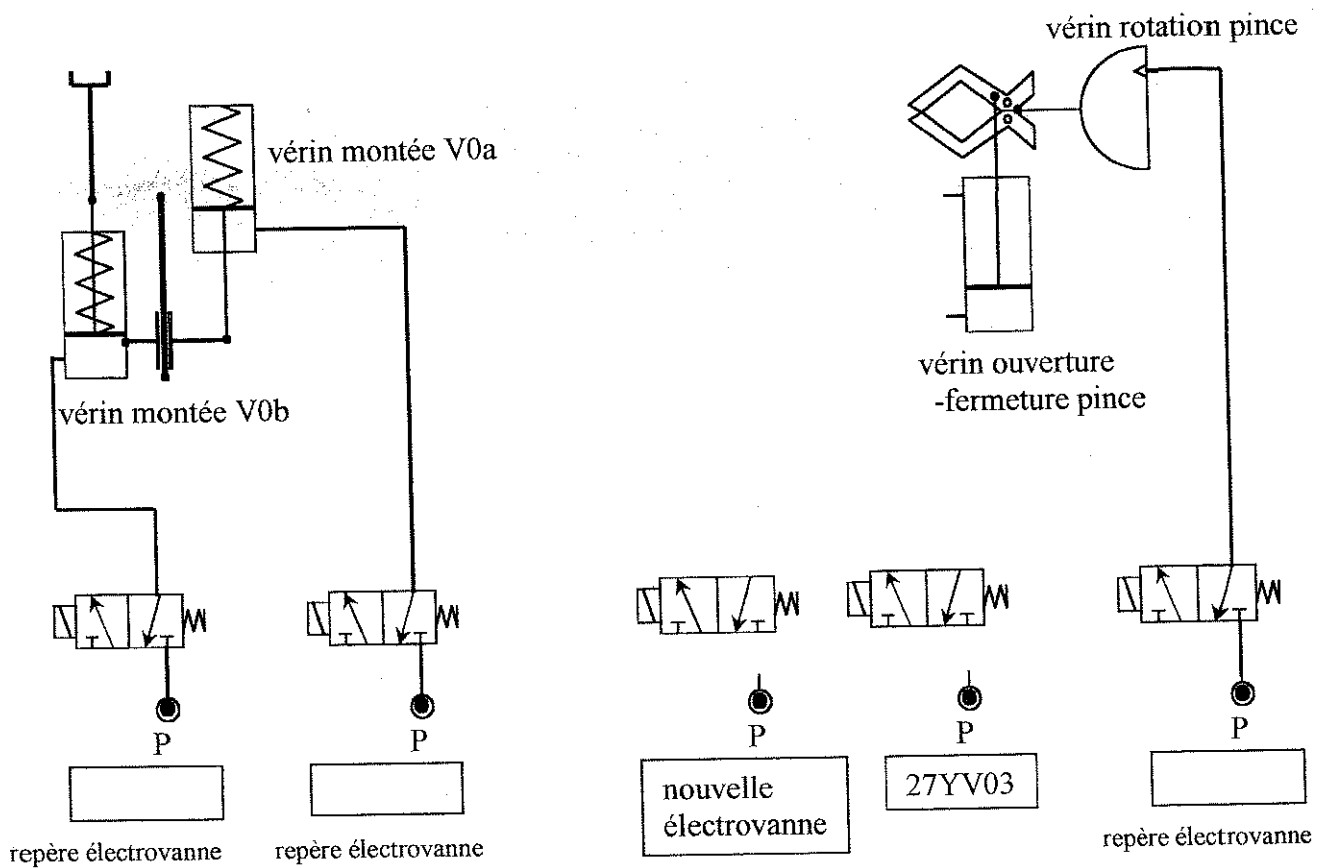 vérin rotation pince
vérin montée V0a
vérin ouverture
-fermeture pince
vérin montée V0b
P
P
P
P
P
nouvelle
électrovanne
27YV03
repère électrovanne
repère électrovanne
repère électrovanne